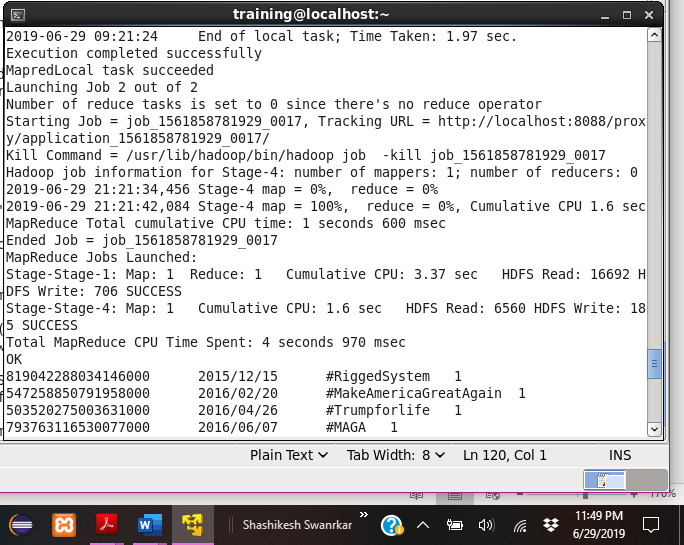 training@localhost:~
2019-06-29 09:21:24     End of local task; Time Taken: 1.97 sec.
Execution completed successfully
MapredLocal task succeeded
Launching Job 2 out of 2
Number of reduce tasks is set to 0 since there's no reduce operator
Starting Job = job_1561858781929_0017, Tracking URL = http://localhost:8088/prox
y/application_1561858781929_0017/
Kill Command = /usr/lib/hadoop/bin/hadoop job  -kill job_1561858781929_0017
Hadoop job information for Stage-4: number of mappers: 1; number of reducers: 0
2019-06-29 21:21:34,456 Stage-4 map = 0%,  reduce = 0%
2019-06-29 21:21:42,084 Stage-4 map = 100%,  reduce = 0%, Cumulative CPU 1.6 sec
MapReduce Total cumulative CPU time: 1 seconds 600 msec
Ended Job = job_1561858781929_0017
MapReduce Jobs Launched:
Stage-Stage-1: Map: 1  Reduce: 1   Cumulative CPU: 3.37 sec   HDFS Read: 16692 H
DFS Write: 706 SUCCESS
Stage-Stage-4: Map: 1   Cumulative CPU: 1.6 sec   HDFS Read: 6560 HDFS Write: 18
5 SUCCESS
Total MapReduce CPU Time Spent: 4 seconds 970 msec
OK
819042288034146000      2015/12/15      #RiggedSystem   1
547258850791958000      2016/02/20      #MakeAmericaGreatAgain  1
503520275003631000      2016/04/26      #Trumpforlife   1
793763116530077000      2016/06/07      #MAGA   1
Plain Text Tab Width: 8 Ln 120, Col 1 INS
170%
Shashikesh Swanrkar
11:49 PM
6/29/2019